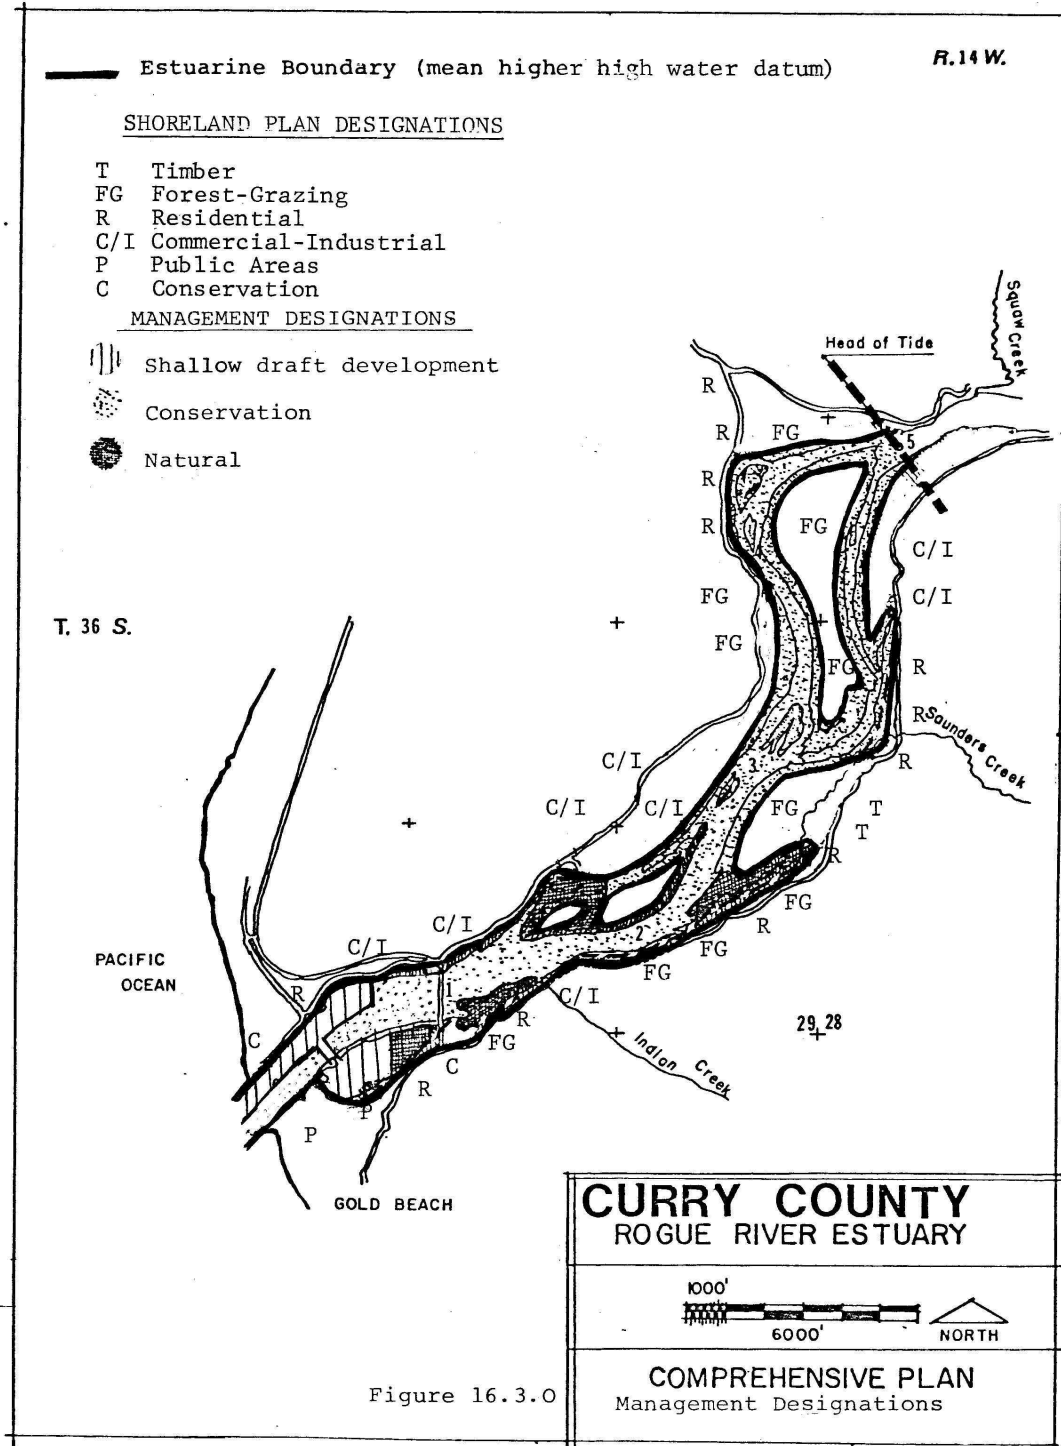 Estuarine Boundary (mean higher high water datum)
R.14 W.
SHORELAND PLAN DESIGNATIONS
T Timber
FG Forest-Grazing
R Residential
C/I Commercial-Industrial
P Public Areas
C Conservation
MANAGEMENT DESIGNATIONS
Shallow draft development
Conservation
Natural
Squaw Creek
Head of Tide
R
R
FG
5
R
R
FG
C/I
FG
C/I
T. 36 S.
FG
FG
R
R
Saunders Creek
C/I
3
R
C/I
C/I
FG
T
T
R
FG
C/I
C/I
2
R
FG
FG
PACIFIC
OCEAN
R
1
C/I
R
29 28
C
FG
Indian Creek
C
R
P
P
GOLD BEACH
CURRY COUNTY
ROGUE RIVER ESTUARY
1000'
6000'
NORTH
COMPREHENSIVE PLAN
Management Designations
Figure 16.3.0